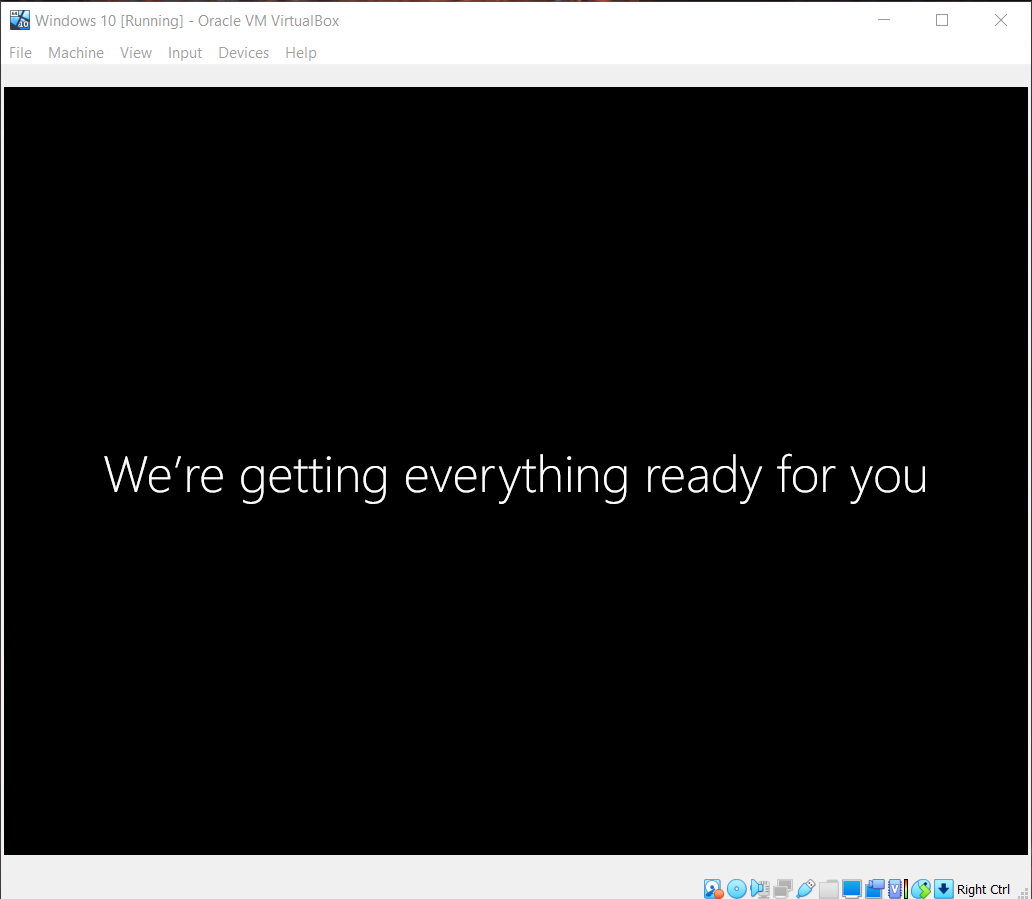 Windows 10 [Running] - Oracle VM VirtualBox
File Machine View Input Devices Help
We’re getting everything ready for you
Right Ctrl